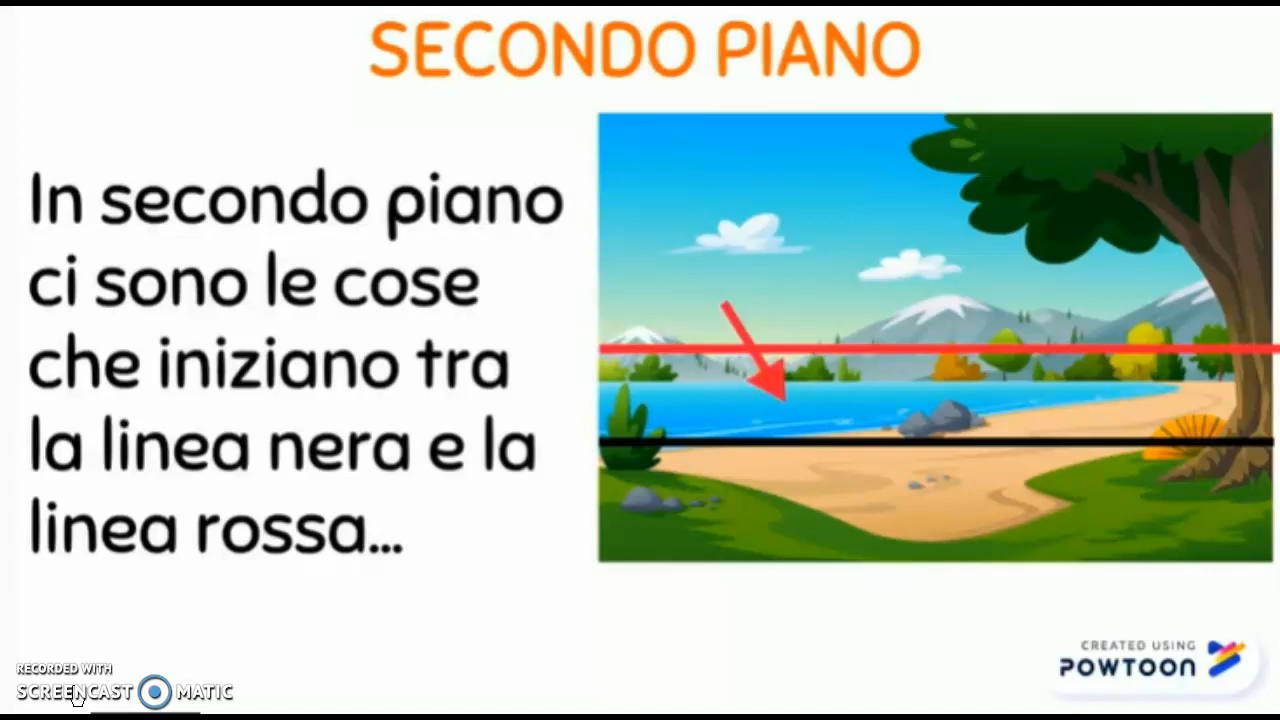 SECONDO PIANO
In secondo piano
ci sono le cose
che iniziano tra
la linea nera e la
linea rossa...
CREATED USING
POWTOON
RECORDED WITH
SCREENCAST MATIC